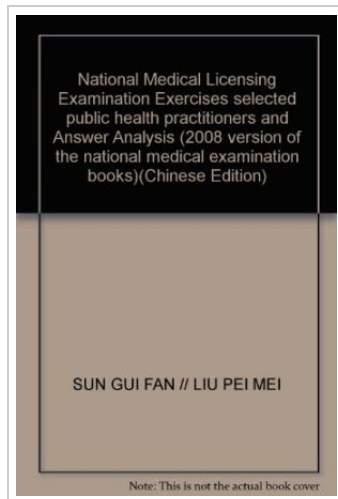 National Medical Licensing
Examination Exercises selected
public health practitioners and
Answer Analysis (2008 version of
the national medical examination
books)(Chinese Edition)
SUN GUI FAN // LIU PEI MEI
Note: This is not the actual book cover